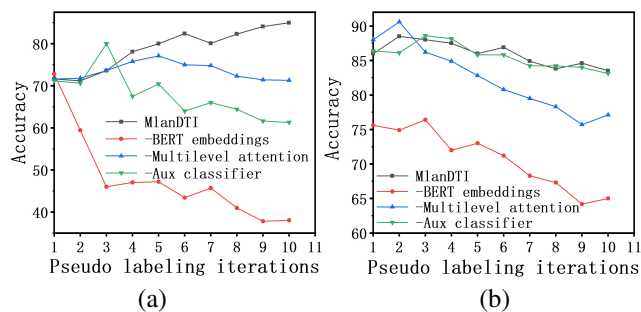 80
70
60
50
40
Accuracy
MlanDTI
-BERT embeddings
-Multilevel attention
-Aux classifier
1 2 3 4 5 6 7 8 9 10 11
Pseudo labeling iterations
(a)
90
85
80
75
70
65
60
Accuracy
MlanDTI
-BERT embeddings
-Multilevel attention
-Aux classifier
1 2 3 4 5 6 7 8 9 10 11
Pseudo labeling iterations
(b)